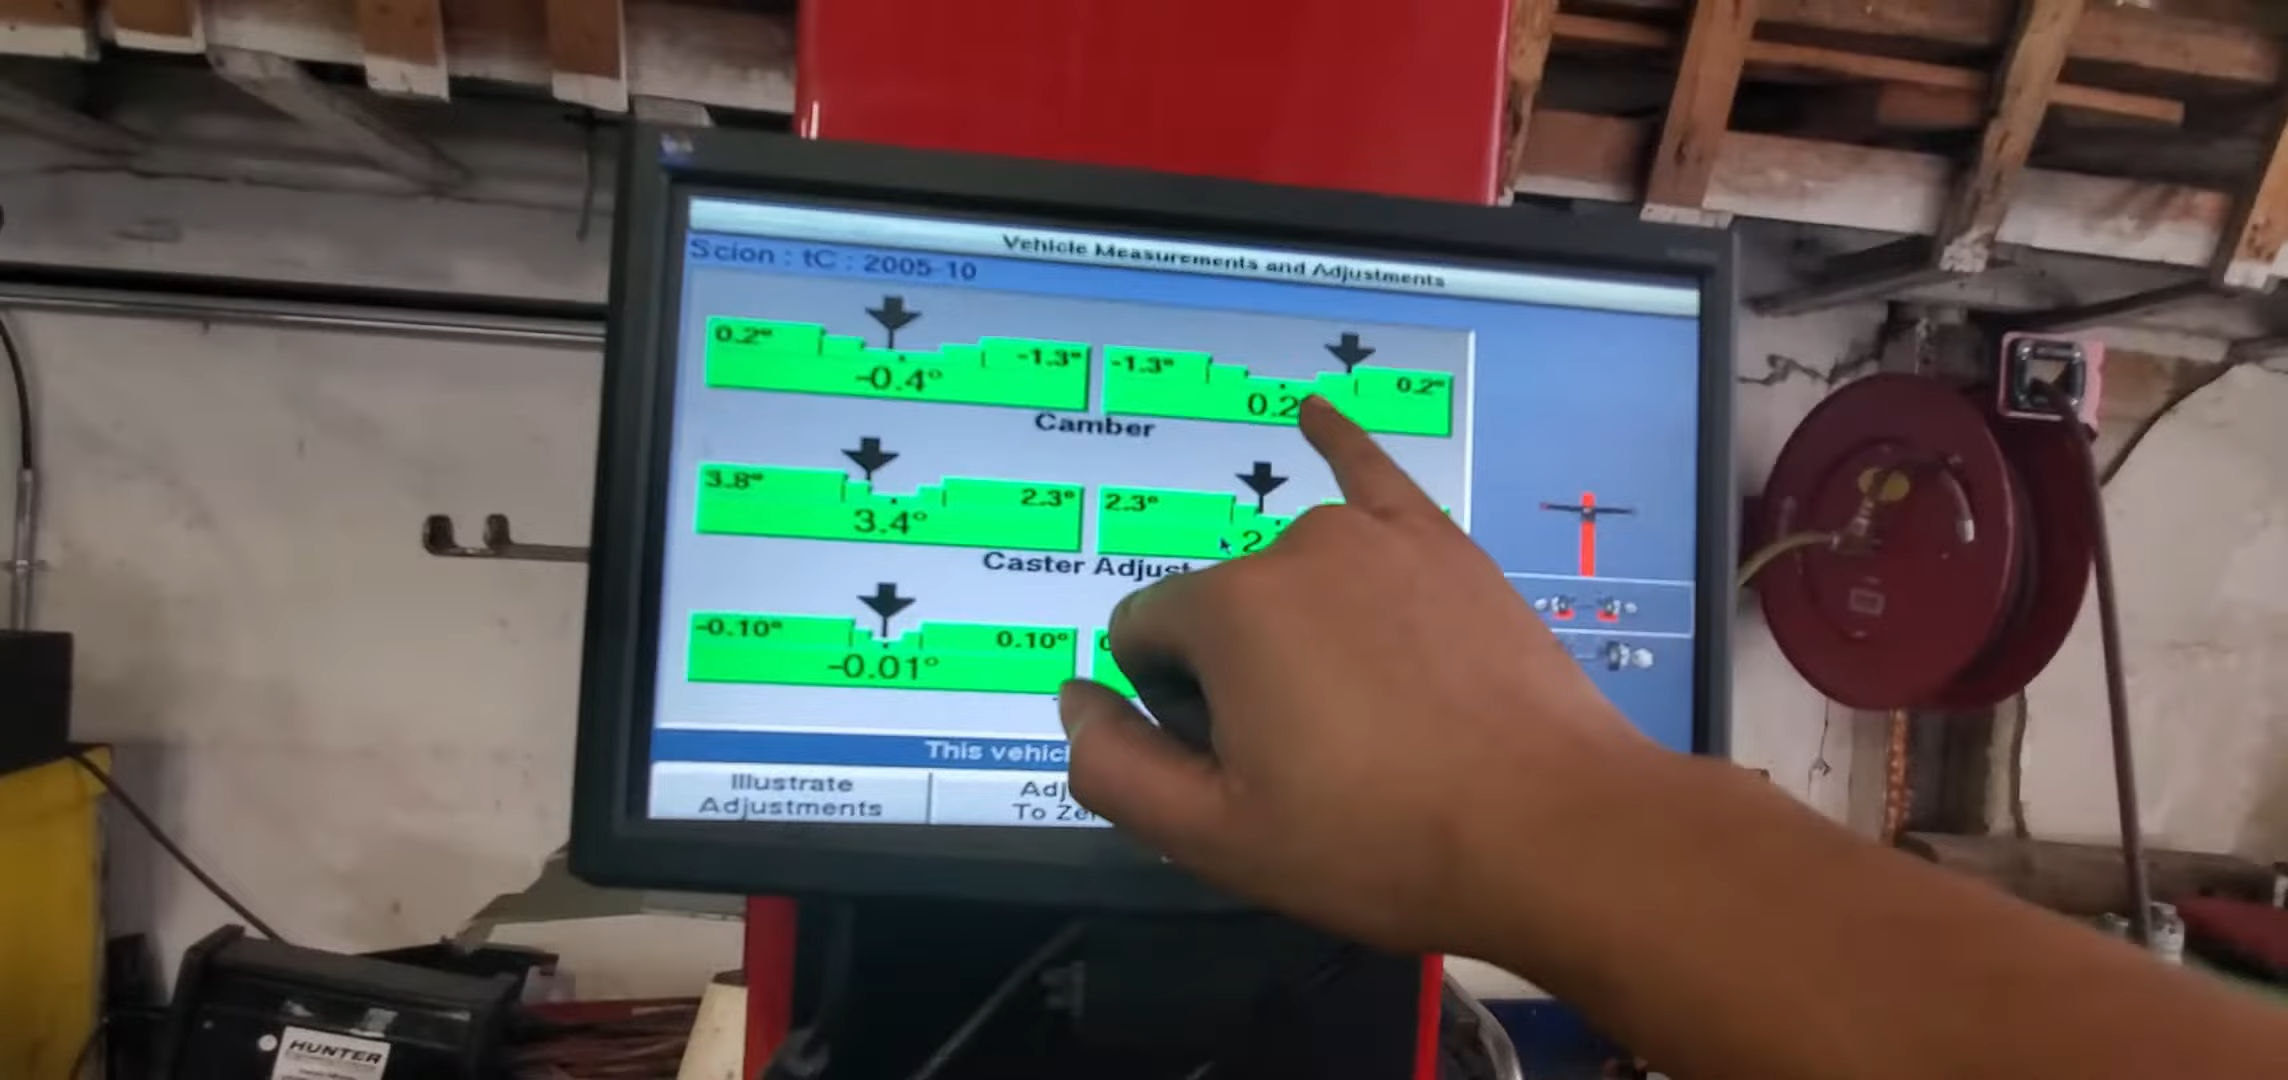 Vehicle Measurements and Adjustments
Scion : tC : 2005-10
0.2° -1.3° -1.3° 0.2°
-0.4° 0.2
Camber
3.8° 2.3° 2.3°
3.4° 2.
Caster Adjust
-0.10° 0.10°
-0.01°
This vehicl
Illustrate
Adjustments
Adj
To Ze
HUNTER